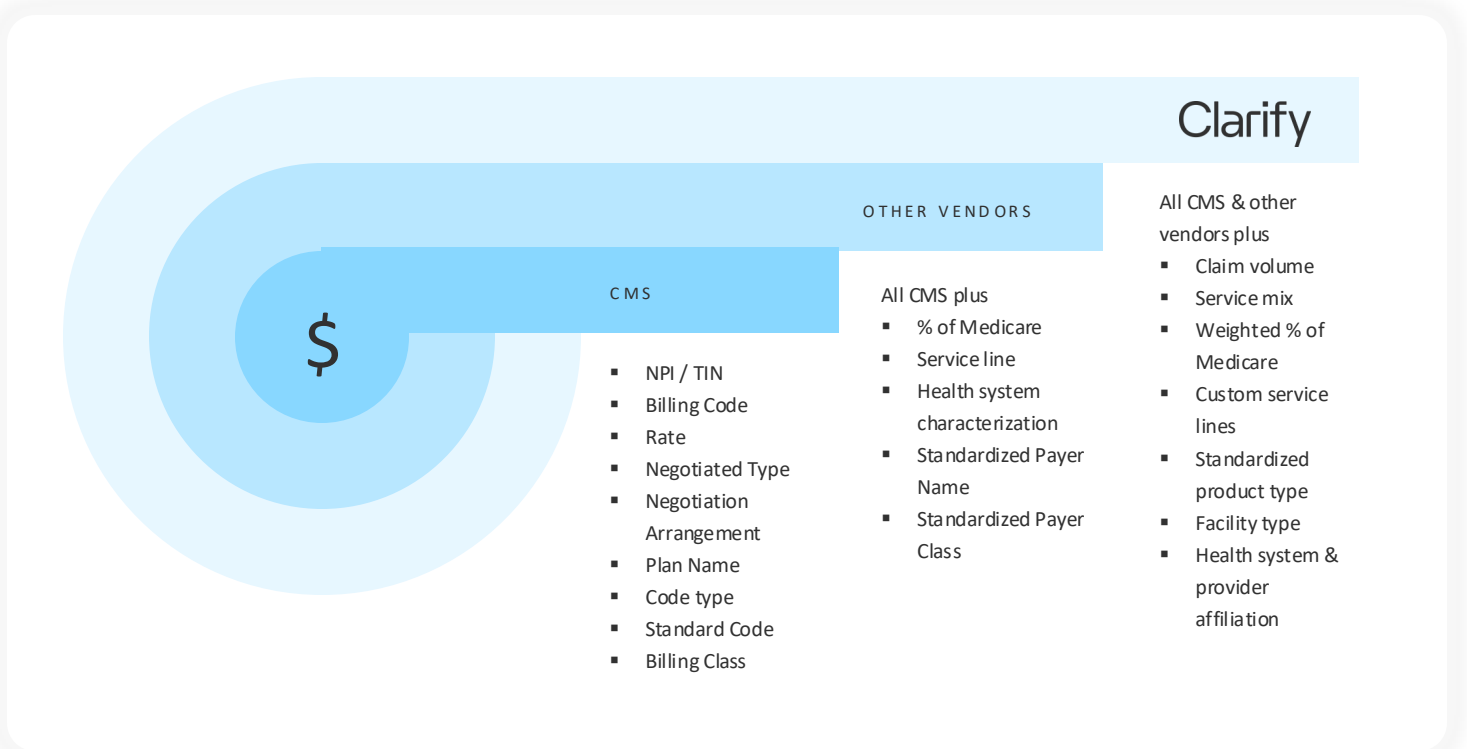 Clarify
OTHER VENDORS
CMS
$
▪ NPI / TIN
▪ Billing Code
▪ Rate
▪ Negotiated Type
▪ Negotiation
Arrangement
▪ Plan Name
▪ Code type
▪ Standard Code
▪ Billing Class
All CMS plus
▪ % of Medicare
▪ Service line
▪ Health system
characterization
▪ Standardized Payer
Name
▪ Standardized Payer
Class
All CMS & other
vendors plus
▪ Claim volume
▪ Service mix
▪ Weighted % of
Medicare
▪ Custom service
lines
▪ Standardized
product type
▪ Facility type
▪ Health system &
provider
affiliation